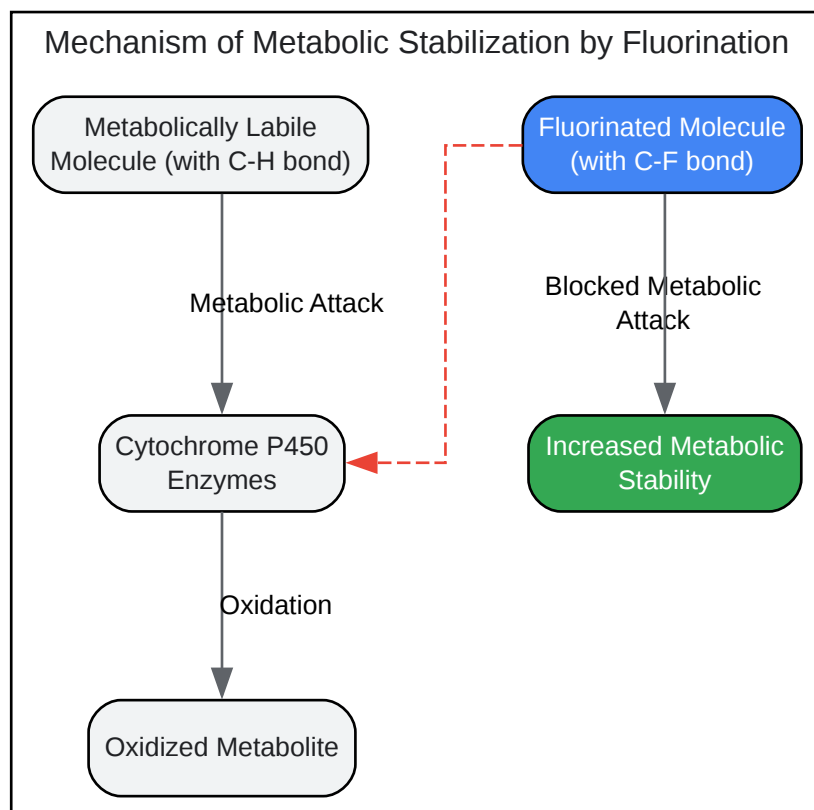 Mechanism of Metabolic Stabilization by Fluorination
Metabolically Labile
Molecule (with C-H bond)
Fluorinated Molecule
(with C-F bond)
Metabolic Attack
Blocked Metabolic
Attack
Cytochrome P450
Enzymes
Increased Metabolic
Stability
Oxidation
Oxidized Metabolite